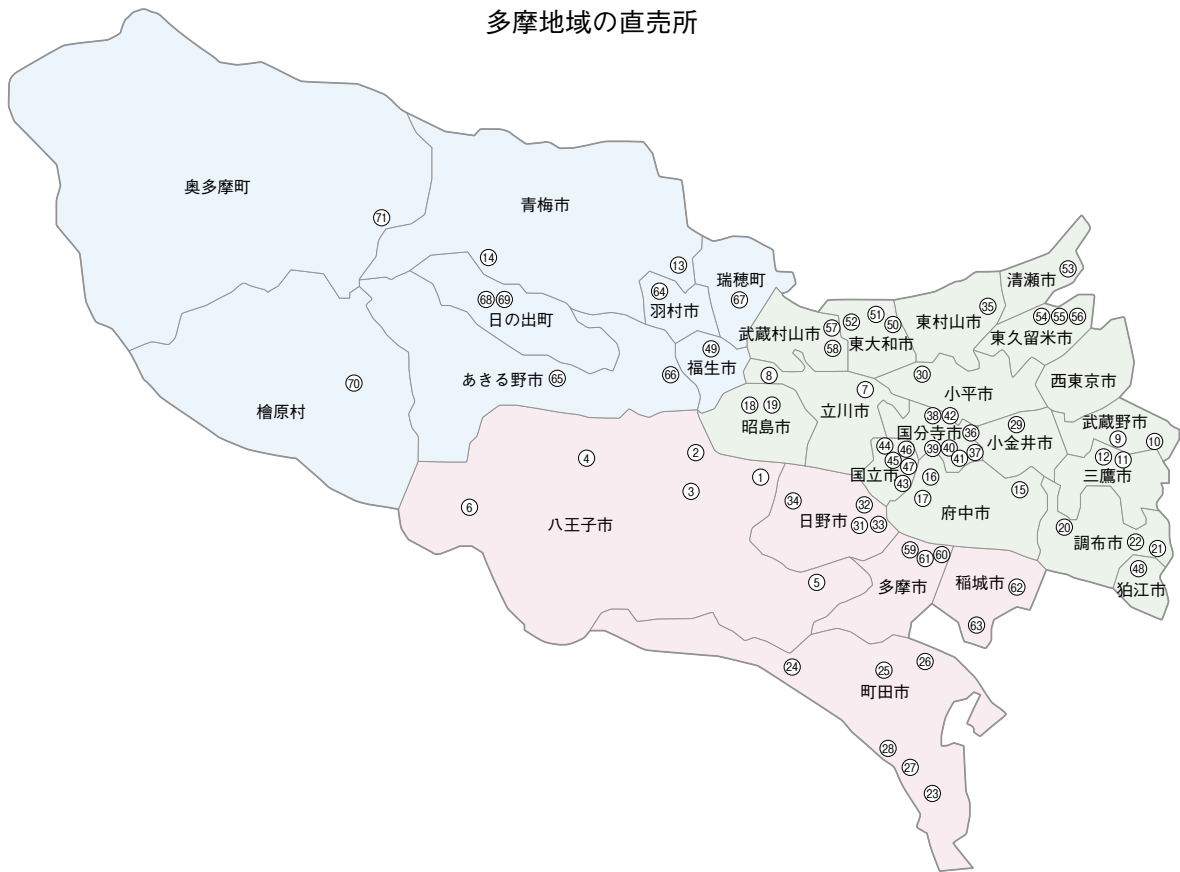 多摩地域の直売所
奥多摩町
71
青梅市
14
13
68 69
日の出町
64
羽村市
瑞穂町
67
49
福生市
あきる野市 65
66
70
檜原村
清瀬市 53
54 55 56
東久留米市
35
東村山市
51
52 50
東大和市
武蔵村山市 57
58
8
7
立川市
18 19
昭島市
30
小平市
西東京市
38 42
国分寺市 36
39 40 37
41
29
小金井市
武蔵野市
9 10
12 11
三鷹市
44 46
45 47
国立市
43
16
17
15
府中市
20
調布市 22 21
48
狛江市
4
2
1
3
6
八王子市
5
34
32
日野市
31 33
59 61 60
多摩市
稲城市 62
63
24
25
26
町田市
28
27
23